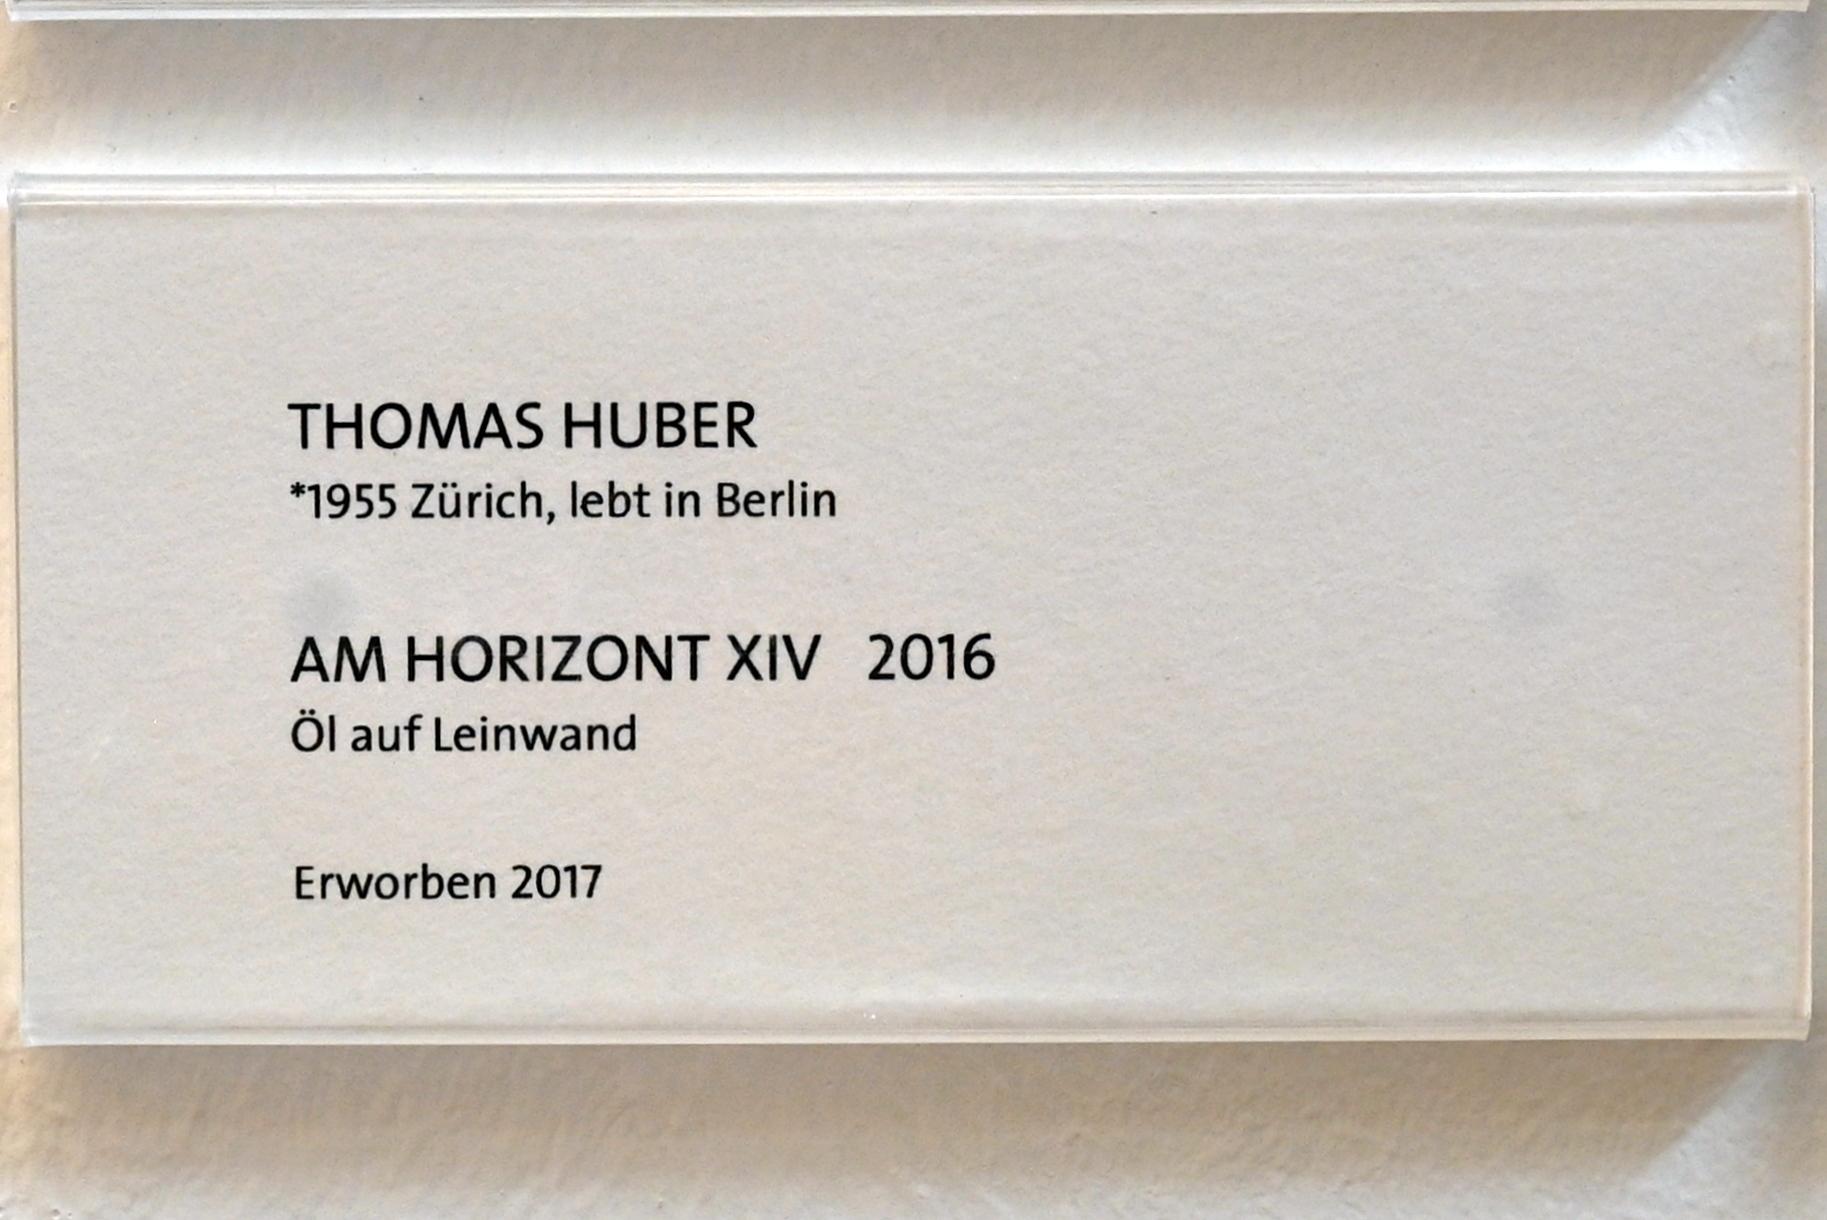 THOMAS HUBER
*1955 Zürich, lebt in Berlin
AM HORIZONT XIV 2016
Öl auf Leinwand
Erworben 2017